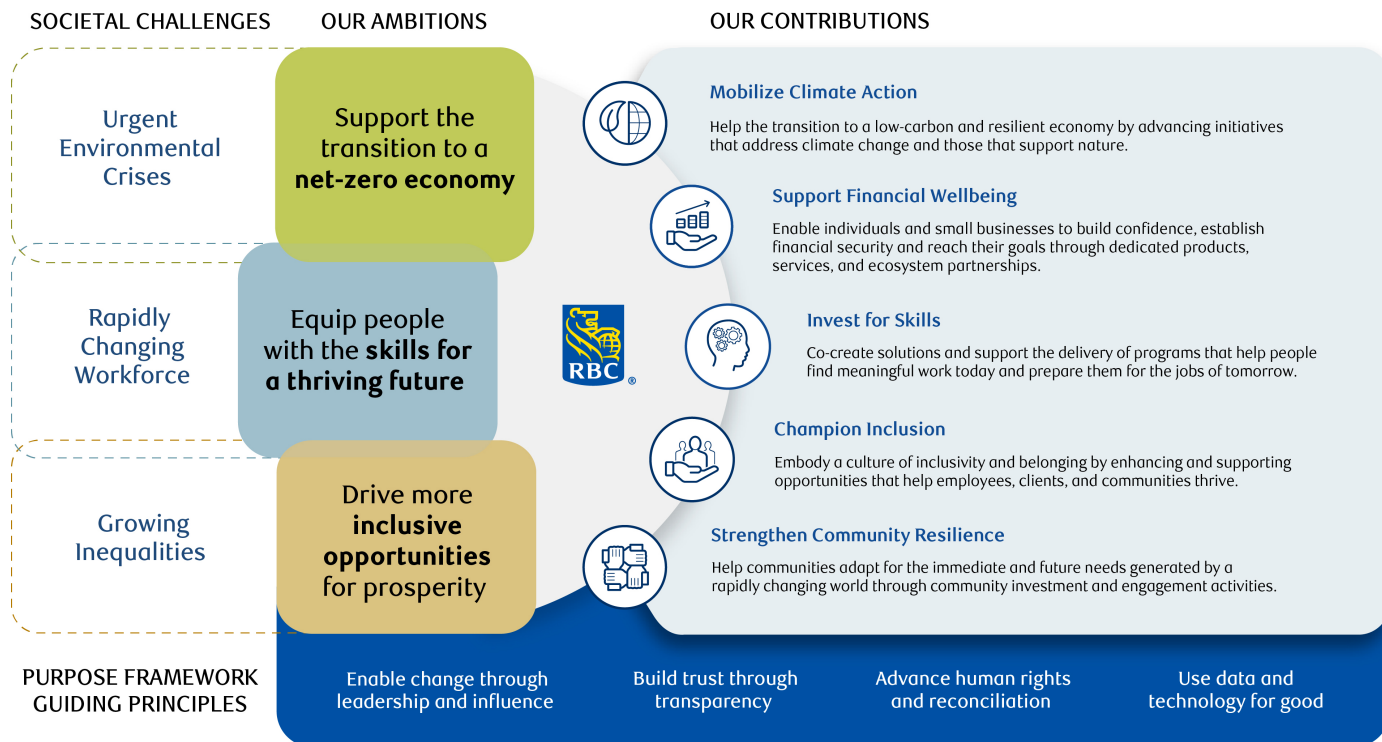 SOCIETAL CHALLENGES
OUR AMBITIONS
OUR CONTRIBUTIONS
Urgent
Environmental
Crises
Support the
transition to a
net-zero economy
Mobilize Climate Action
Help the transition to a low-carbon and resilient economy by advancing initiatives
that address climate change and those that support nature.
Support Financial Wellbeing
Enable individuals and small businesses to build confidence, establish
financial security and reach their goals through dedicated products,
services, and ecosystem partnerships.
Rapidly
Changing
Workforce
Equip people
with the skills for
a thriving future
RBC
®
Invest for Skills
Co-create solutions and support the delivery of programs that help people
find meaningful work today and prepare them for the jobs of tomorrow.
Champion Inclusion
Embody a culture of inclusivity and belonging by enhancing and supporting
opportunities that help employees, clients, and communities thrive.
Growing
Inequalities
Drive more
inclusive
opportunities
for prosperity
Strengthen Community Resilience
Help communities adapt for the immediate and future needs generated by a
rapidly changing world through community investment and engagement activities.
PURPOSE FRAMEWORK
GUIDING PRINCIPLES
Enable change through
leadership and influence
Build trust through
transparency
Advance human rights
and reconciliation
Use data and
technology for good